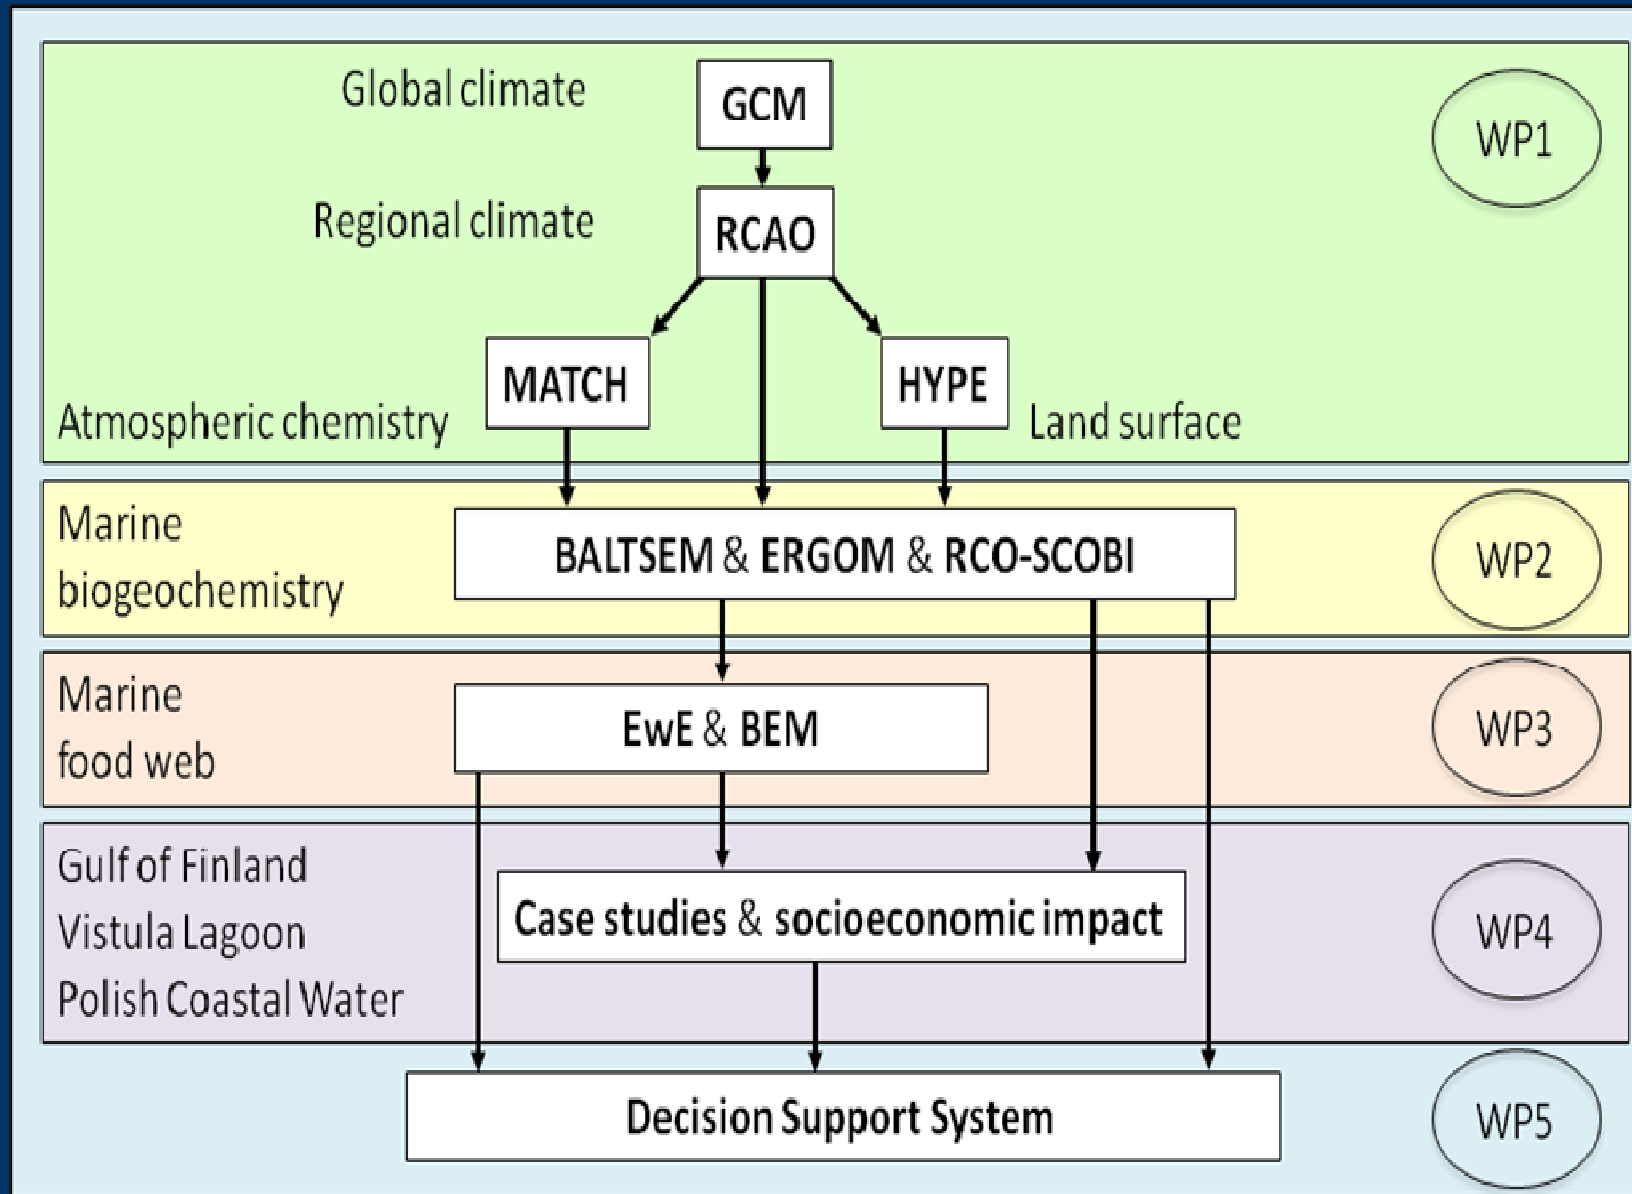 Global climate
GCM
WP1
Regional climate
RCAO
MATCH
HYPE
Atmospheric chemistry
Land surface
Marine
biogeochemistry
BALTSEM & ERGOM & RCO-SCOBI
WP2
Marine
food web
EwE & BEM
WP3
Gulf of Finland
Vistula Lagoon
Polish Coastal Water
Case studies & socioeconomic impact
WP4
Decision Support System
WP5